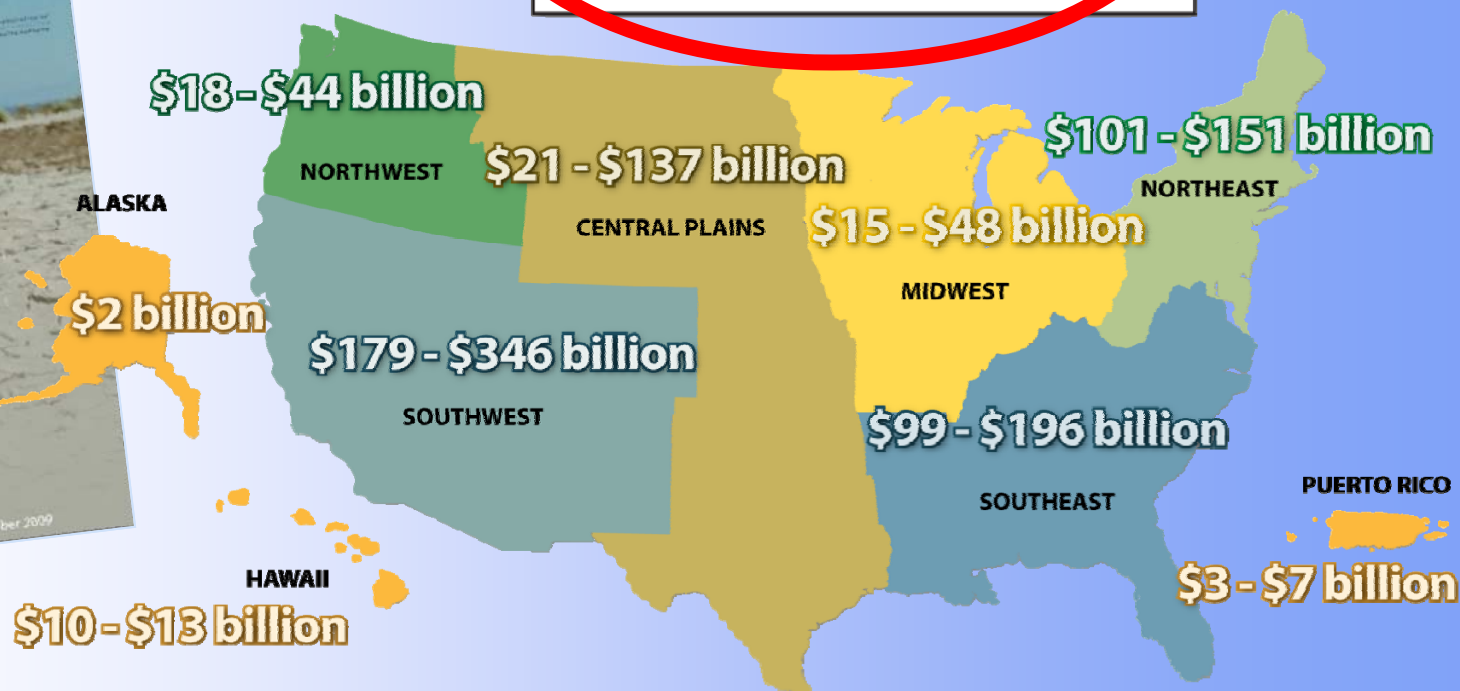 $18 - $44 billion
NORTHWEST
$21 - $137 billion
CENTRAL PLAINS
$101 - $151 billion
NORTHEAST
ALASKA
$2 billion
$15 - $48 billion
MIDWEST
$179 - $346 billion
SOUTHWEST
$99 - $196 billion
SOUTHEAST
PUERTO RICO
$3 - $7 billion
HAWAII
$10 - $13 billion
2009